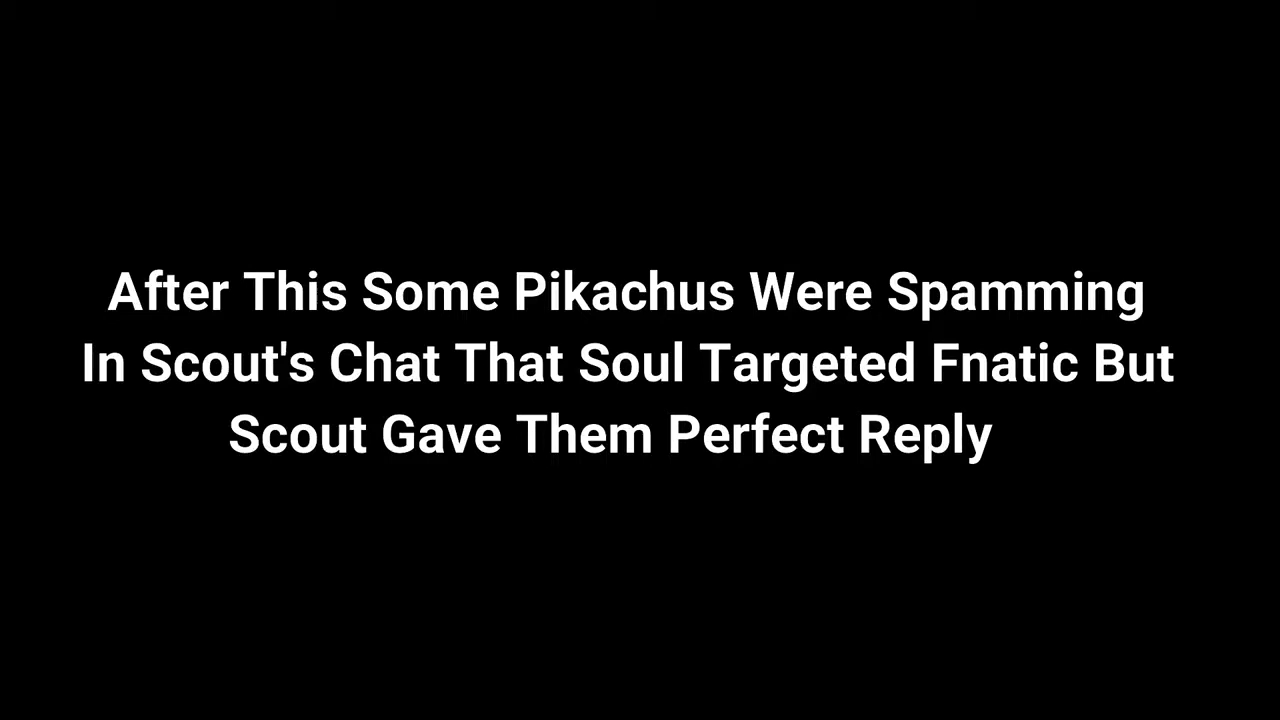 After This Some Pikachus Were Spamming
In Scout's Chat That Soul Targeted Fnatic But
Scout Gave Them Perfect Reply